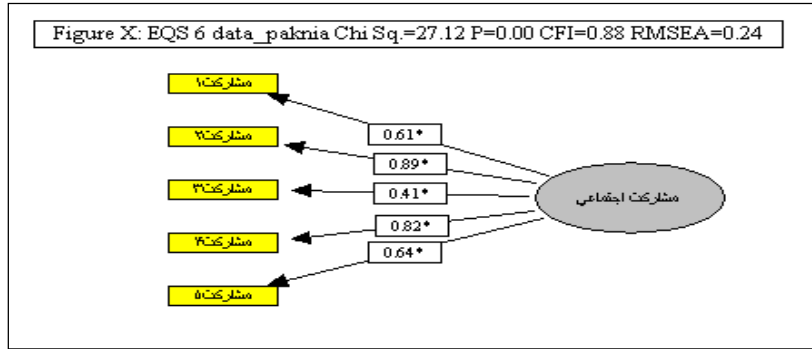 Figure X: EQS 6 data_paknia Chi Sq.=27.12 P=0.00 CFI=0.88 RMSEA=0.24
مشارکت۱
0.61*
مشارکت۲
0.89*
مشارکت۳
0.41*
مشارکت اجتماعي
مشارکت۴
0.82*
0.64*
مشارکت۵